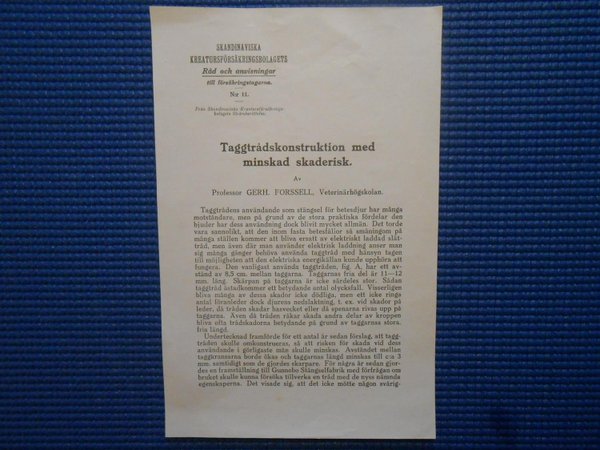 SKANDINAVISKA
KREATURSFÖRSÄKRINGSBOLAGETS
Råd och anvisningar
till försäkringstagarna.
N:r 11.
Från Skandinaviska Kreatursförsäkrings-
bolagets
Taggtrådskonstruktion med
minskad skaderisk.
Av
Professor GERH. FORSSELL, Veterinärhögskolan.
Taggtrådens användande som stängsel för betesdjur har många
motståndare, men på grund av de stora praktiska fördelar den
bjuder har dess användning dock blivit mycket allmän. Det torde
vara sannolikt, att den inom fasta betesfållor så småningom på
många ställen kommer att bliva ersatt av elektriskt laddad slät-
tråd, men även där man använder elektrisk laddning anser man
sig många gånger behöva använda taggtråd med hänsyn tagen
till möjligheten att den elektriska energikällan kunde upphöra att
fungera. Den vanligast använda taggtråden, fig. A, har ett av-
stånd av 8,5 cm. mellan taggarna. Taggarnas fria del är 11—12
mm. lång. Skärpan på taggarna är icke särdeles stor. Sådan
taggtråd åstadkommer ett betydande antal olycksfall. Visserligen
bliva många av dessa skador icke dödliga, men ett icke ringa
antal föranleder dock djurens nedslaktning, t. ex. vid skador på
leder, då tråden skadar hasvecket eller då spenarna rivas upp på
taggarna. Även då tråden råkar skada andra delar av kroppen
bliva ofta trådskadorna betydande på grund av taggarnas stora,
fria längd.
Undertecknad framförde för ett antal år sedan förslag, att tagg-
tråden skulle omkonstrueras, så att risken för skada vid dess
användande i görligaste mån skulle minskas. Avståndet mellan
taggkransarna borde ökas och taggarnas längd minskas till c:a 3
mm. samtidigt som de gjordes skarpare. För några år sedan gjor-
des en framställning till Gunnebo Stängselfabrik med förfrågan om
bruket skulle kunna försöka tillverka en tråd med de nyss nämnda
egenskaperna. Det visade sig, att det icke mötte någon svårig-